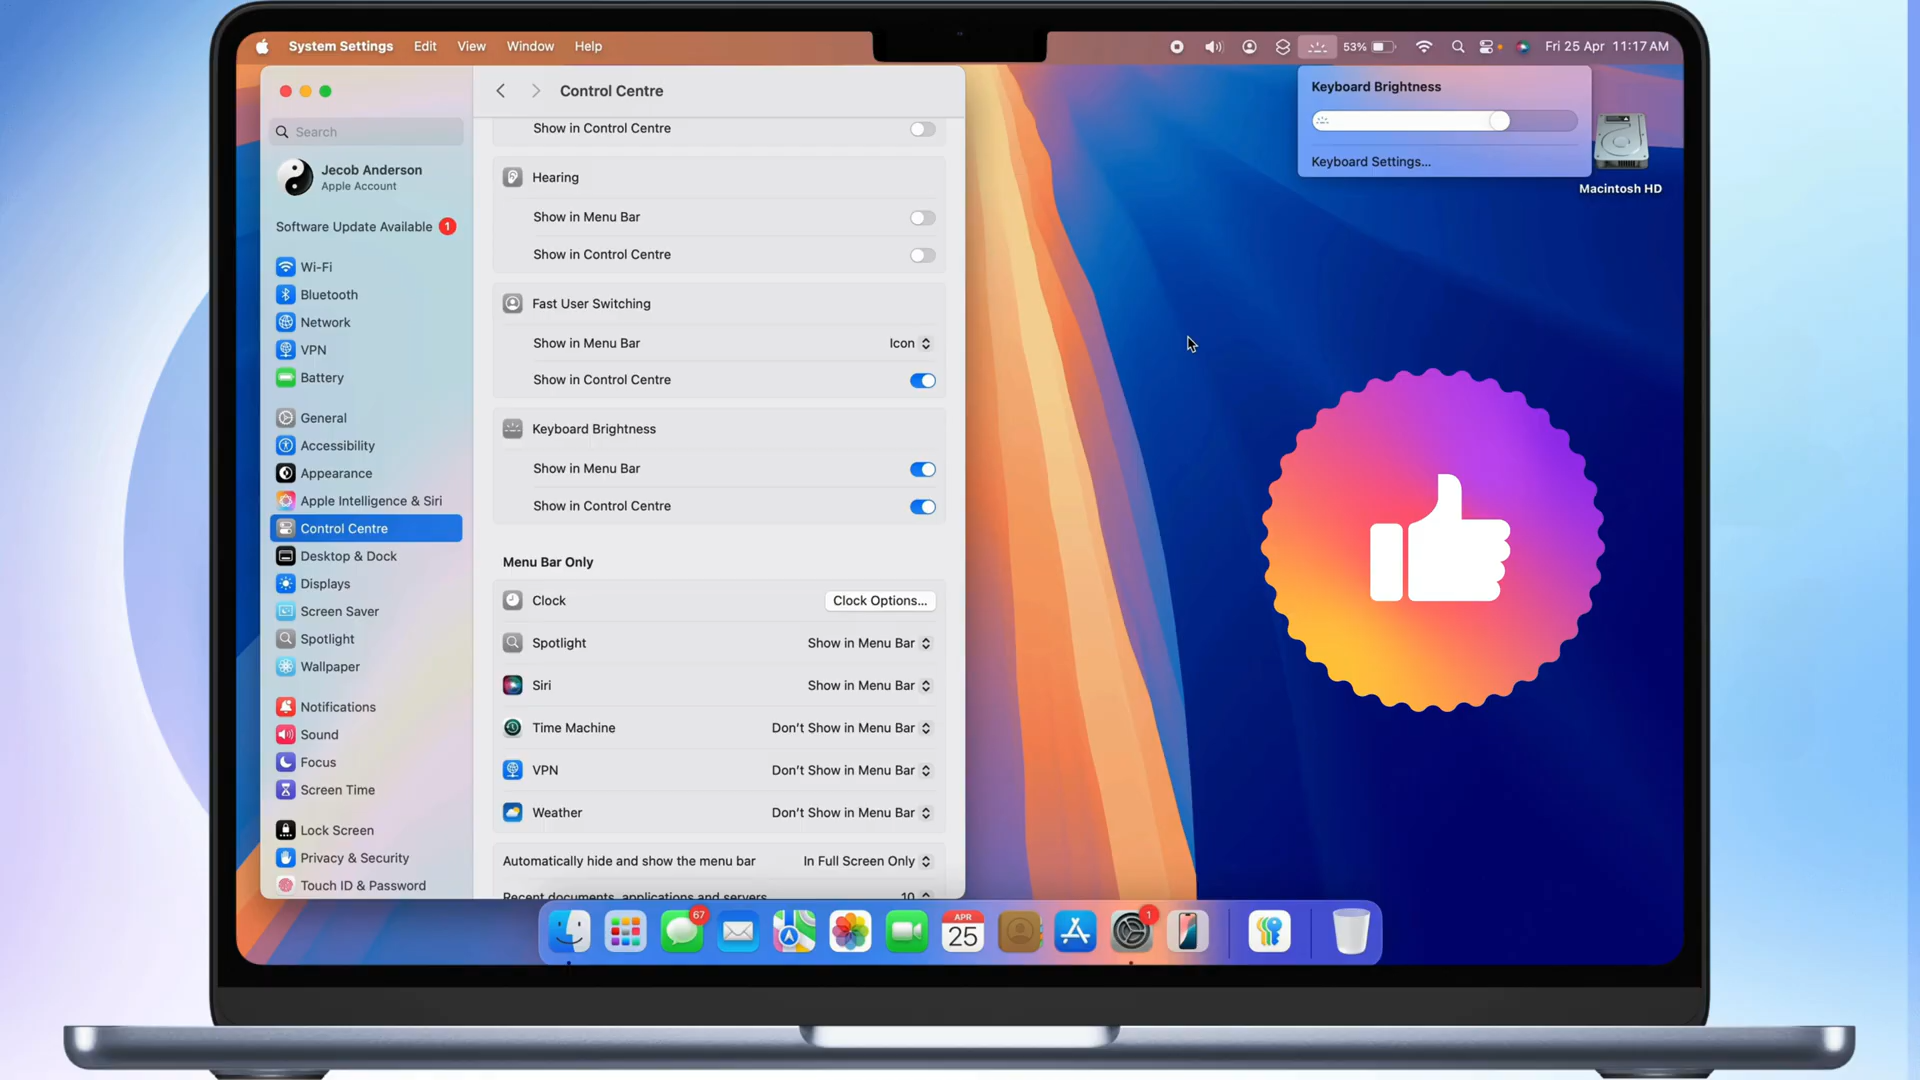 System Settings Edit View Window Help
53% Fri 25 Apr 11:17 AM
Control Centre
Search
Jecob Anderson
Apple Account
Software Update Available 1
Wi-Fi
Bluetooth
Network
VPN
Battery
General
Accessibility
Appearance
Apple Intelligence & Siri
Control Centre
Desktop & Dock
Displays
Screen Saver
Spotlight
Wallpaper
Notifications
Sound
Focus
Screen Time
Lock Screen
Privacy & Security
Touch ID & Password
Show in Control Centre
Hearing
Show in Menu Bar
Show in Control Centre
Fast User Switching
Show in Menu Bar Icon
Show in Control Centre
Keyboard Brightness
Show in Menu Bar
Show in Control Centre
Menu Bar Only
Clock Clock Options...
Spotlight Show in Menu Bar
Siri Show in Menu Bar
Time Machine Don't Show in Menu Bar
VPN Don't Show in Menu Bar
Weather Don't Show in Menu Bar
Automatically hide and show the menu bar In Full Screen Only
Recent documents, applications and servers 10
Keyboard Brightness
Keyboard Settings...
Macintosh HD
67
APR
25
1